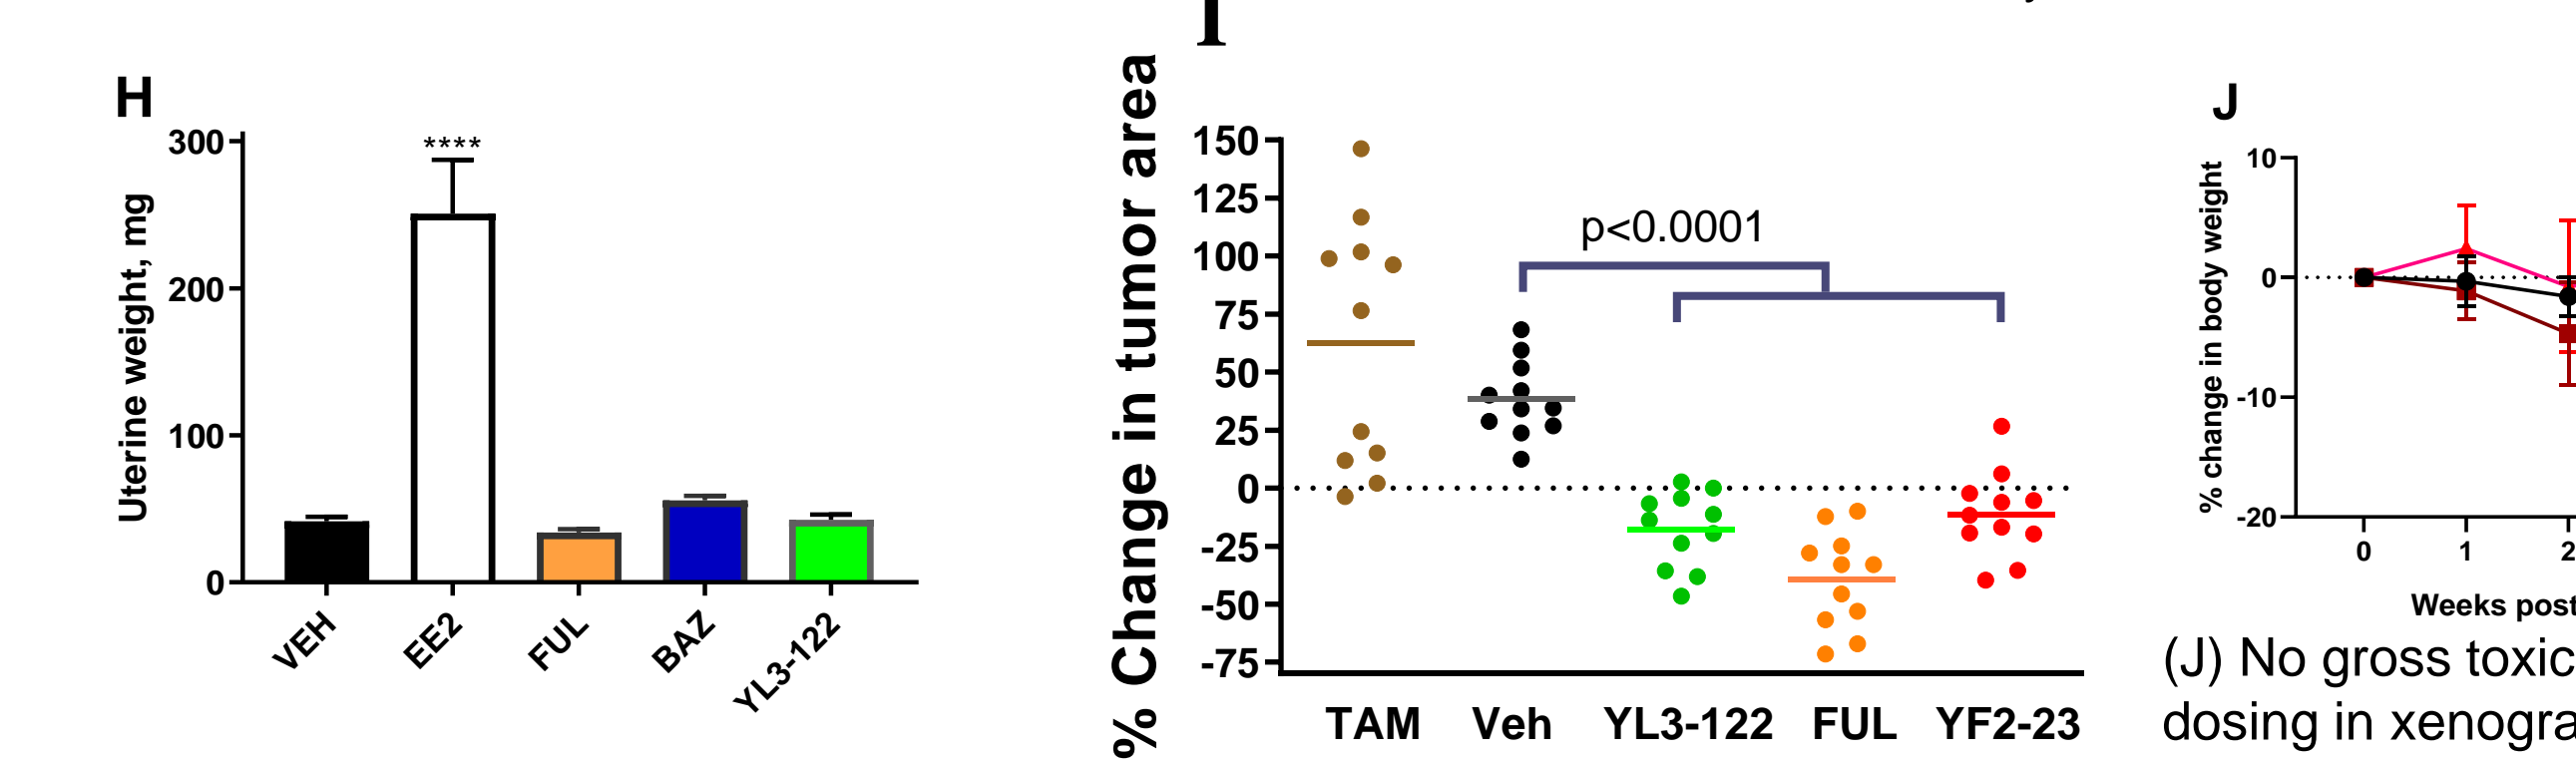 H
300
200
100
0
Uterine weight, mg
****
VEH
EE2
FUL
BAZ
YL3-122
I
% Change in tumor area
150
125
100
75
50
25
0
-25
-50
-75
p<0.0001
TAM
Veh
YL3-122
FUL
YF2-23
J
% change in body weight
10
0
-10
-20
0
1
2
Weeks post
(J) No gross toxic
dosing in xenogra